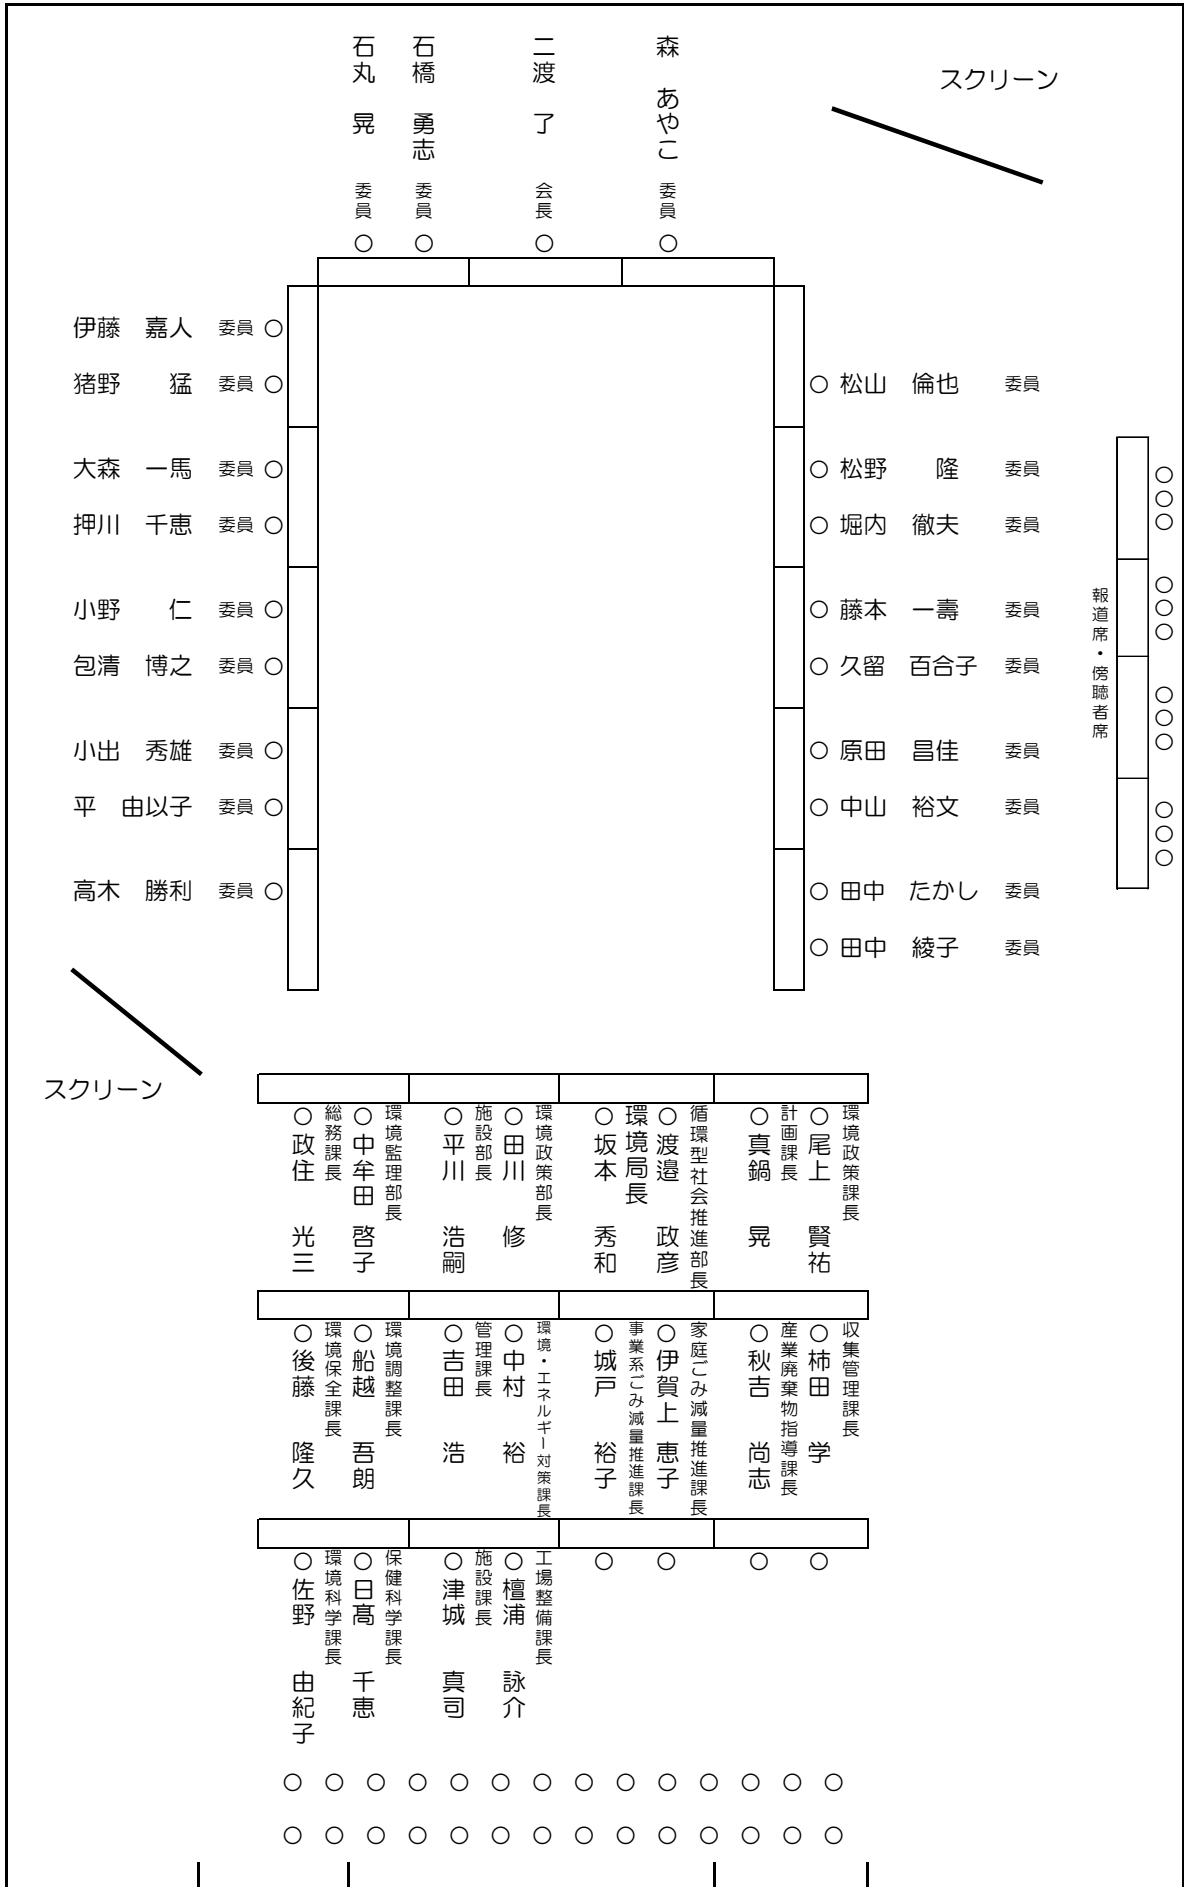 石丸　晃　委員 ○
石橋　勇志　委員 ○
二渡　了　会長 ○
森　あやこ　委員 ○
スクリーン
伊藤　嘉人　委員 ○
猪野　　猛　委員 ○
大森　一馬　委員 ○
押川　千恵　委員 ○
小野　　仁　委員 ○
包清　博之　委員 ○
小出　秀雄　委員 ○
平　由以子　委員 ○
高木　勝利　委員 ○
○ 松山　倫也　委員
○ 松野　　隆　委員
○ 堀内　徹夫　委員
○ 藤本　一壽　委員
○ 久留　百合子　委員
○ 原田　昌佳　委員
○ 中山　裕文　委員
○ 田中　たかし　委員
○ 田中　綾子　委員
報道席・傍聴者席
○○○
○○○
○○○
○○○
スクリーン
総務課長
○ 政住　光三
環境監理部長
○ 中牟田　啓子
施設部長
○ 平川　浩嗣
環境政策部長
○ 田川　修
環境局長
○ 坂本　秀和
循環型社会推進部長
○ 渡邉　政彦
計画課長
○ 真鍋　晃
環境政策課長
○ 尾上　賢祐
環境保全課長
○ 後藤　隆久
環境調整課長
○ 船越　吾朗
管理課長
○ 吉田　浩
環境・エネルギー対策課長
○ 中村　裕
事業系ごみ減量推進課長
○ 城戸　裕子
家庭ごみ減量推進課長
○ 伊賀上　恵子
産業廃棄物指導課長
○ 秋吉　尚志
収集管理課長
○ 柿田　学
環境科学課長
○ 佐野　由紀子
保健科学課長
○ 日髙　千恵
施設課長
○ 津城　真司
工場整備課長
○ 檀浦　詠介
○ ○ ○ ○
○ ○ ○ ○ ○ ○ ○ ○ ○ ○ ○ ○ ○ ○
○ ○ ○ ○ ○ ○ ○ ○ ○ ○ ○ ○ ○ ○